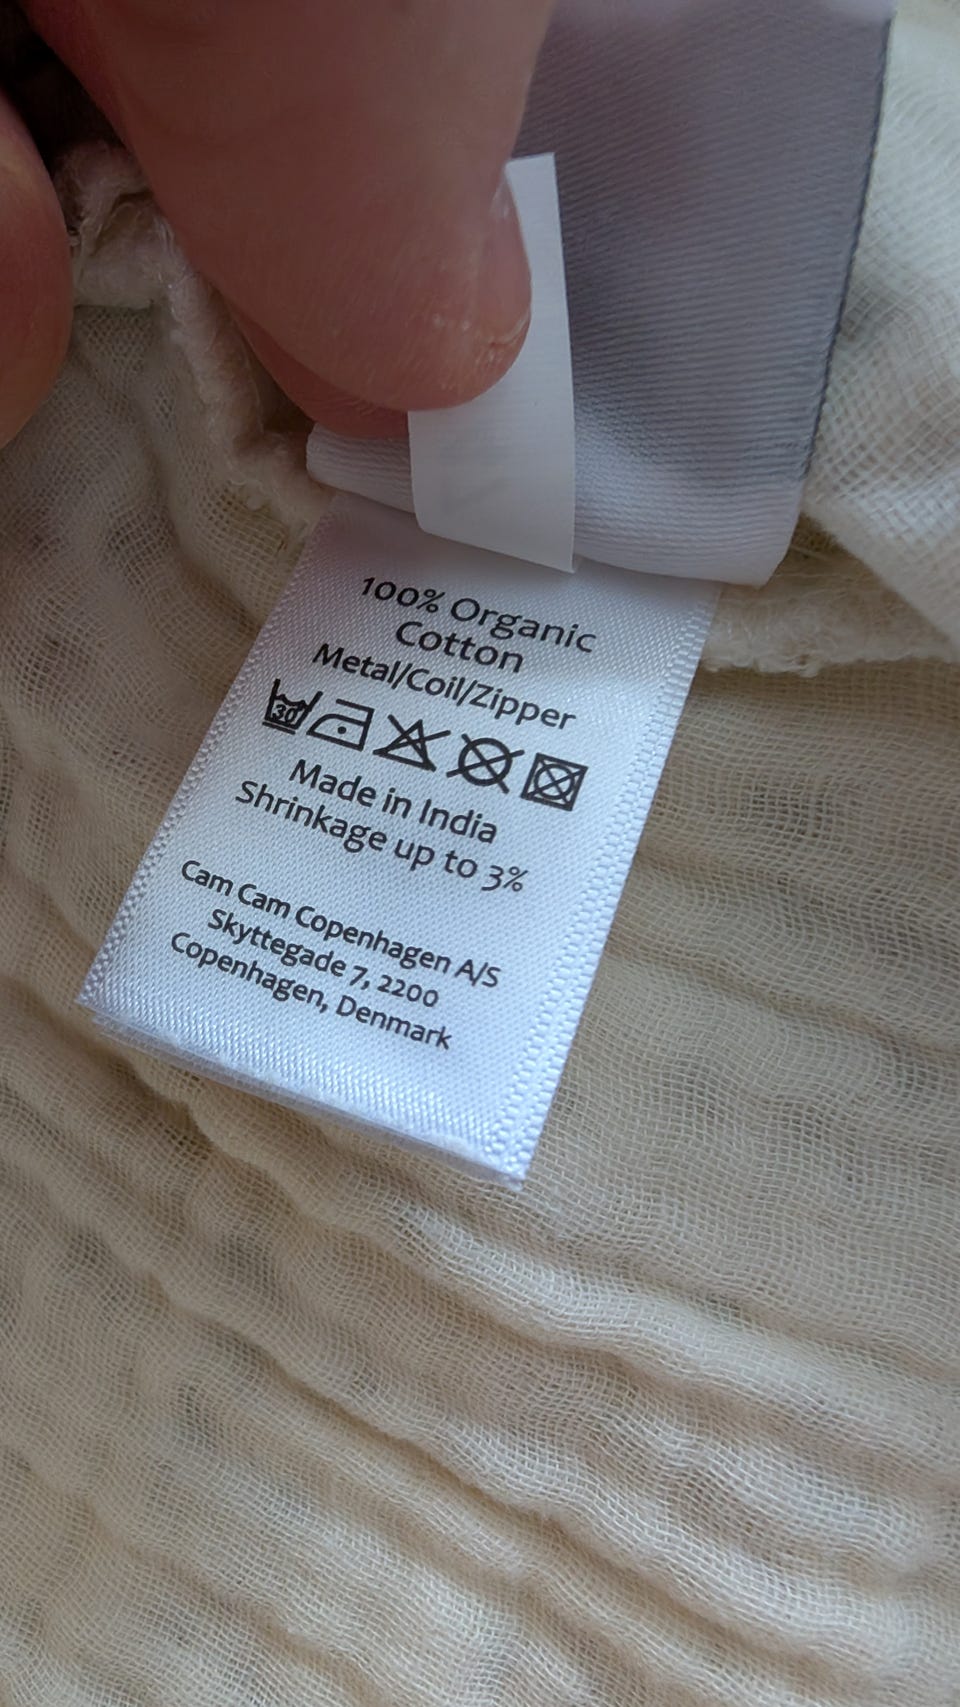 100% Organic
Cotton
Metal/Coil/Zipper
30
Made in India
Shrinkage up to 3%
Cam Cam Copenhagen A/S
Skyttegade 7, 2200
Copenhagen, Denmark